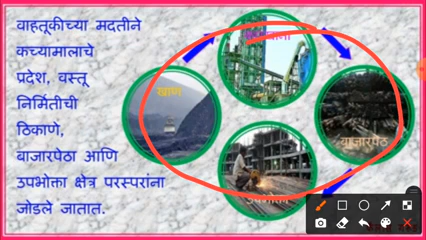 वाहतूकीच्या मदतीने
कच्यामालाचे
प्रदेश, वस्तू
निर्मितीची
ठिकाणे,
बाजारपेठा आणि
उपभोक्ता क्षेत्र परस्परांना
जोडले जातात.
खाण
बाजारपेठ